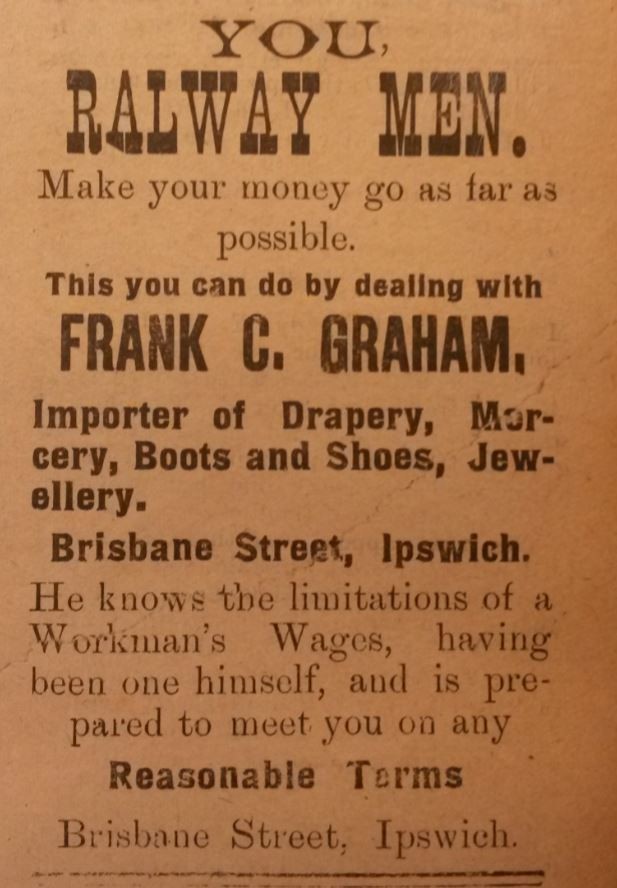 YOU,
RALWAY MEN.
Make your money go as far as
possible.
This you can do by dealing with
FRANK C. GRAHAM,
Importer of Drapery, Mer-
cery, Boots and Shoes, Jew-
ellery.
Brisbane Street, Ipswich.
He knows the limitations of a
Workman's Wages, having
been one himself, and is pre-
pared to meet you on any
Reasonable Terms
Brisbane Street, Ipswich.